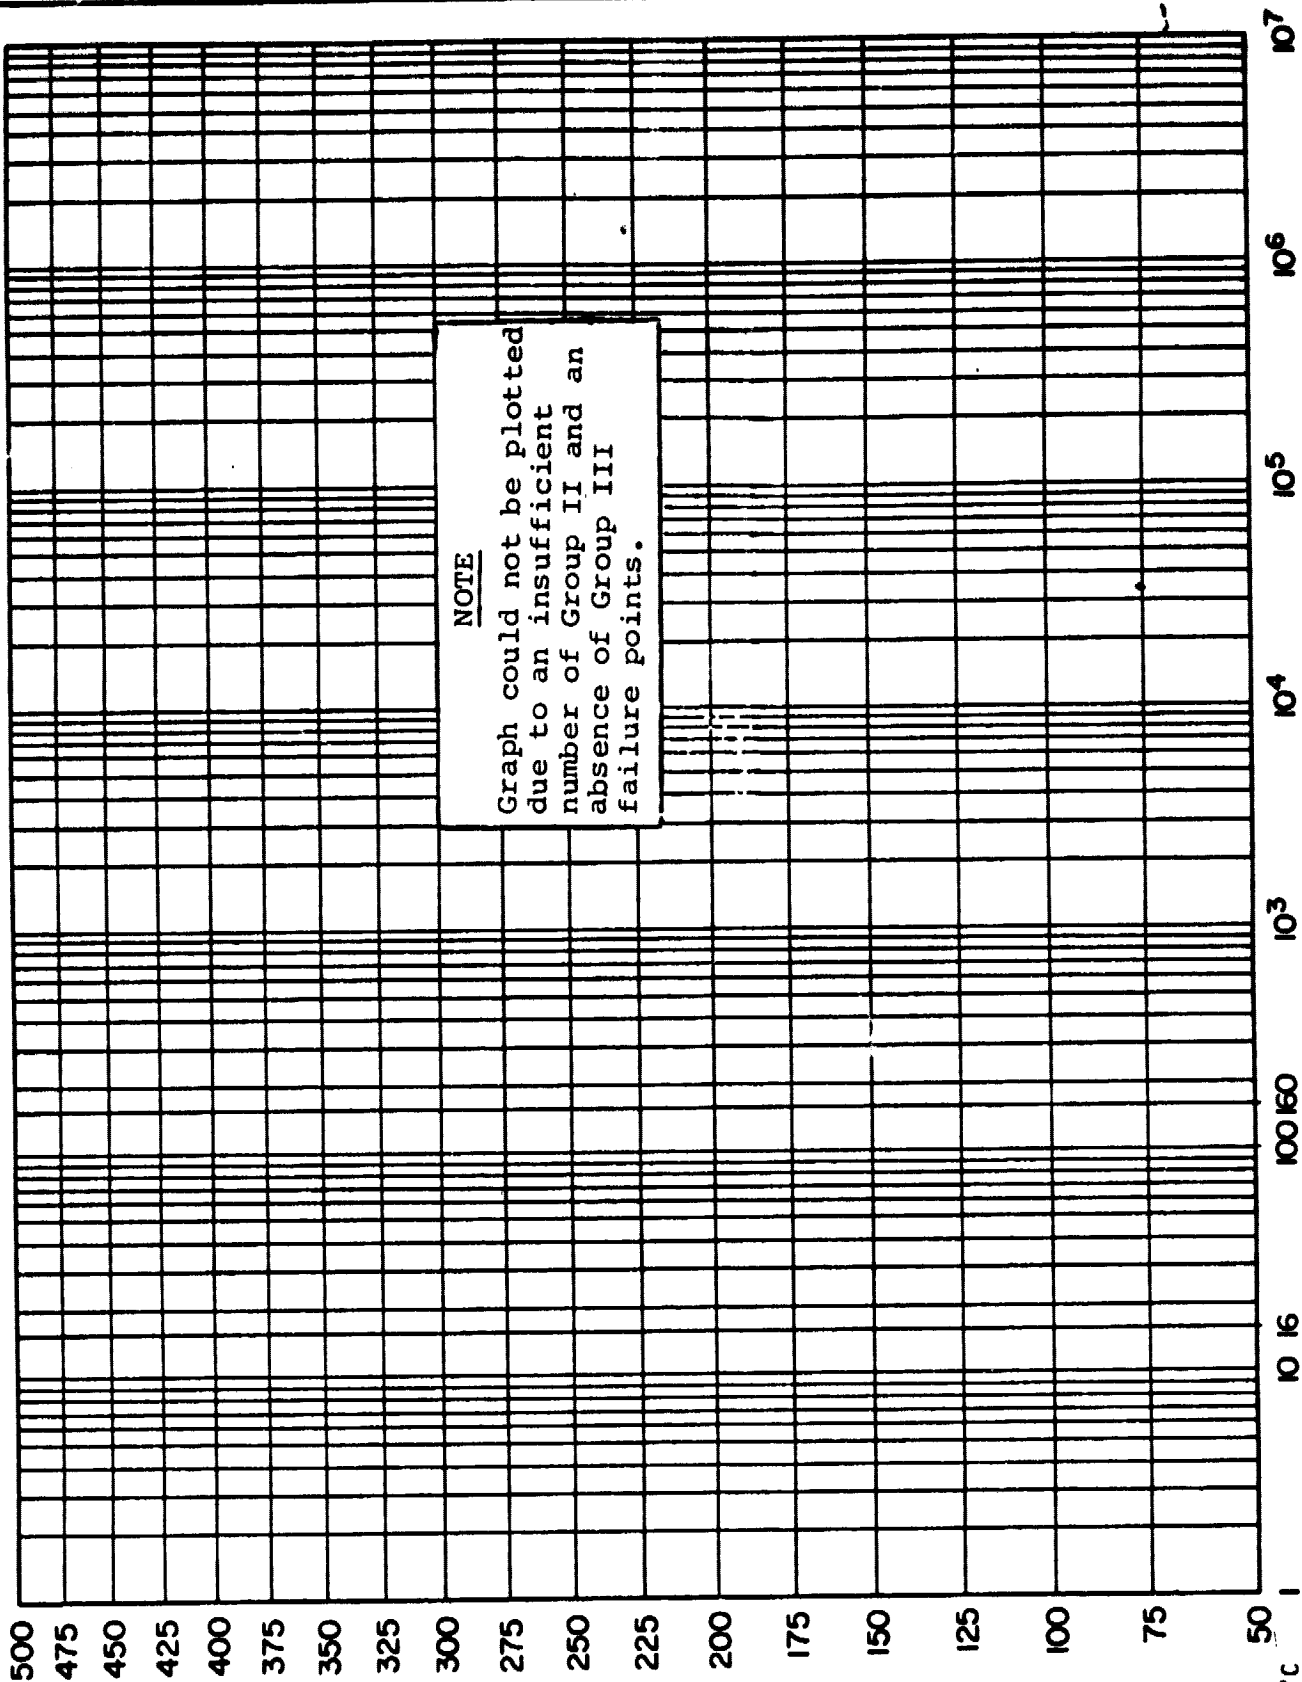 500
475
450
425
400
375
350
325
300
275
250
225
200
175
150
125
100
75
50
°C
NOTE
Graph could not be plotted
due to an insufficient
number of Group II and an
absence of Group III
failure points.
1 10 16 100 160 10³ 10⁴ 10⁵ 10⁶ 10⁷